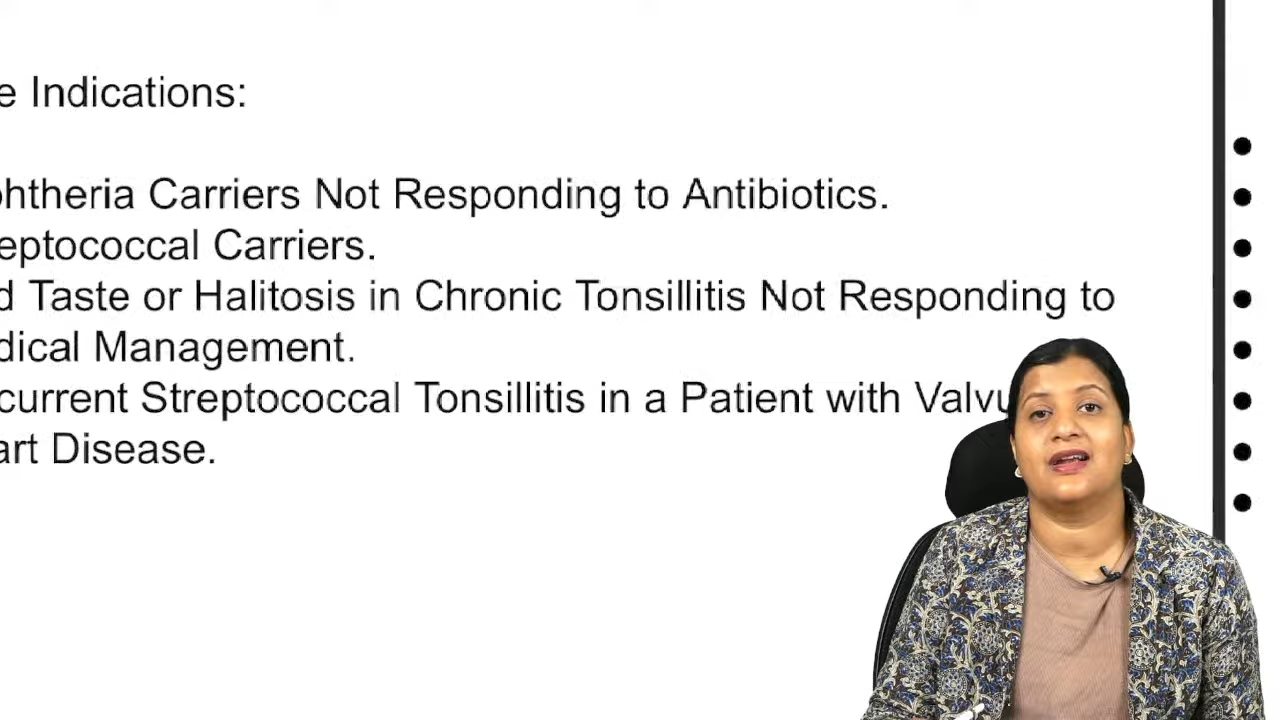 e Indications:
ohtheria Carriers Not Responding to Antibiotics.
eptococcal Carriers.
d Taste or Halitosis in Chronic Tonsillitis Not Responding to
dical Management.
current Streptococcal Tonsillitis in a Patient with Valvu
art Disease.